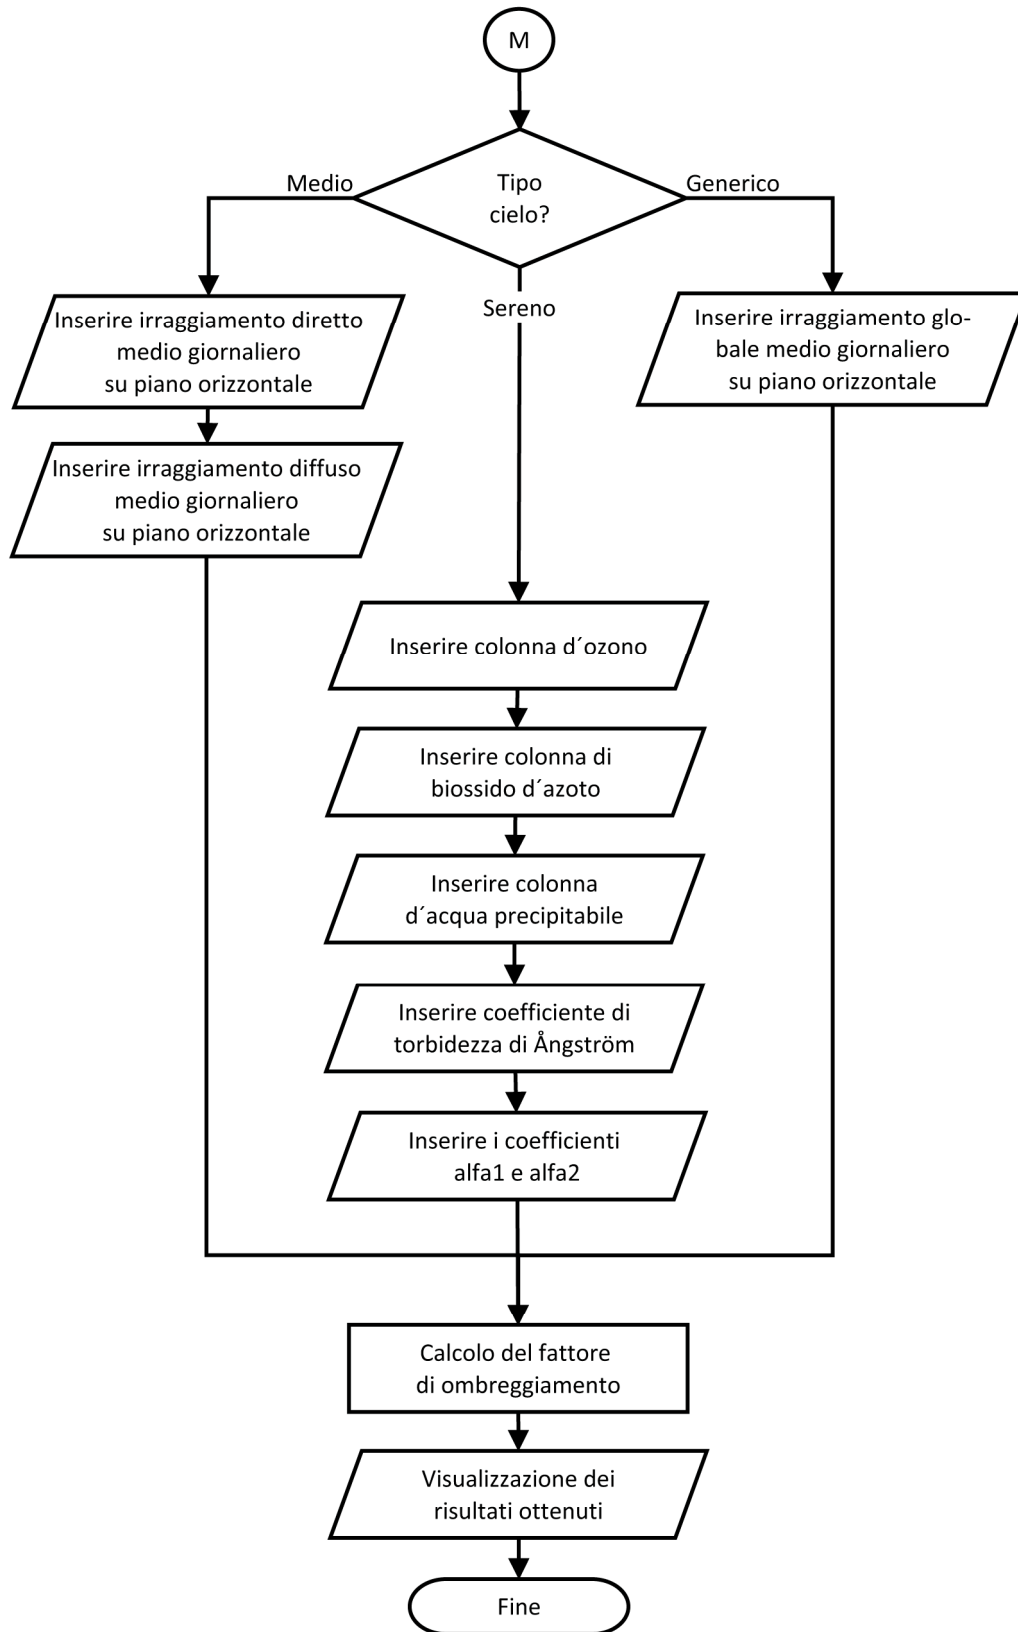 M
Tipo
cielo?
Medio
Generico
Sereno
Inserire irraggiamento diretto
medio giornaliero
su piano orizzontale
Inserire irraggiamento diffuso
medio giornaliero
su piano orizzontale
Inserire irraggiamento glo-
bale medio giornaliero
su piano orizzontale
Inserire colonna d´ozono
Inserire colonna di
biossido d´azoto
Inserire colonna
d´acqua precipitabile
Inserire coefficiente di
torbidezza di Ångström
Inserire i coefficienti
alfa1 e alfa2
Calcolo del fattore
di ombreggiamento
Visualizzazione dei
risultati ottenuti
Fine